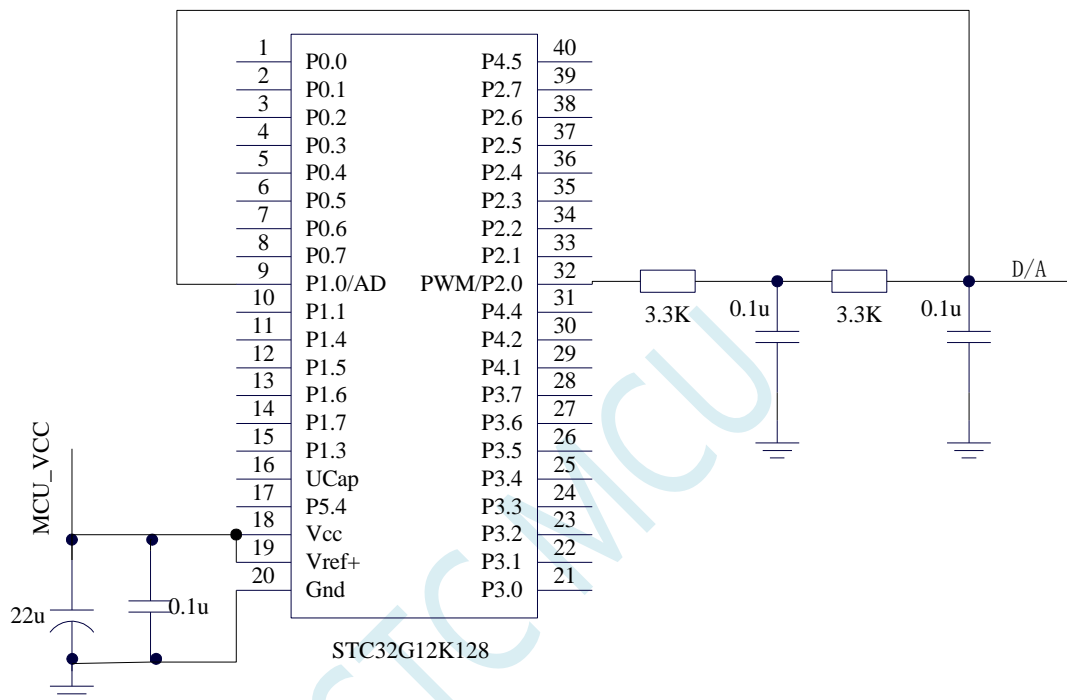 1 P0.0 P4.5 40
2 P0.1 P2.7 39
3 P0.2 P2.6 38
4 P0.3 P2.5 37
5 P0.4 P2.4 36
6 P0.5 P2.3 35
7 P0.6 P2.2 34
8 P0.7 P2.1 33
9 P1.0/AD PWM/P2.0 32
10 P1.1 P4.4 31
11 P1.4 P4.2 30
12 P1.5 P4.1 29
13 P1.6 P3.7 28
14 P1.7 P3.6 27
15 P1.3 P3.5 26
16 UCap P3.4 25
17 P5.4 P3.3 24
18 Vcc P3.2 23
19 Vref+ P3.1 22
20 Gnd P3.0 21
STC32G12K128
3.3K
0.1u
3.3K
0.1u
D/A
MCU_VCC
22u
0.1u
STC MCU